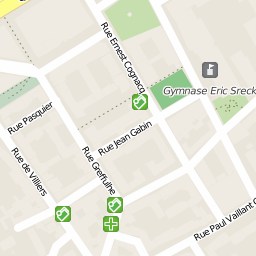 Rue Ernest Cognacq
Gymnase Eric Sreck
Rue Pasquier
Rue Jean Gabin
Rue de Villiers
Rue Greffulhe
Rue Paul Vaillant C